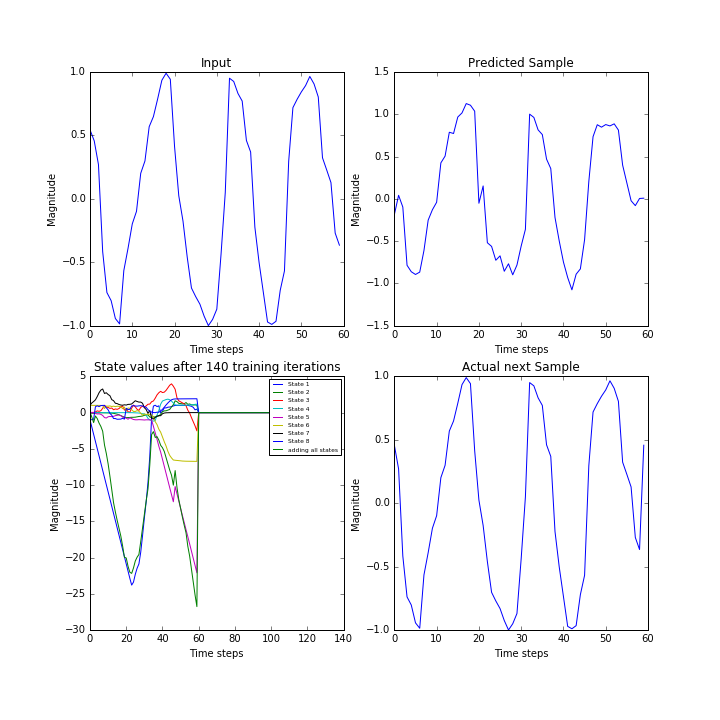 Input
Magnitude
1.0
0.5
0.0
−0.5
−1.0
0 10 20 30 40 50 60
Time steps
Predicted Sample
Magnitude
1.5
1.0
0.5
0.0
−0.5
−1.0
−1.5
0 10 20 30 40 50 60
Time steps
State values after 140 training iterations
Magnitude
5
0
−5
−10
−15
−20
−25
−30
0 20 40 60 80 100 120 140
Time steps
State 1
State 2
State 3
State 4
State 5
State 6
State 7
State 8
adding all states
Actual next Sample
Magnitude
1.0
0.5
0.0
−0.5
−1.0
0 10 20 30 40 50 60
Time steps